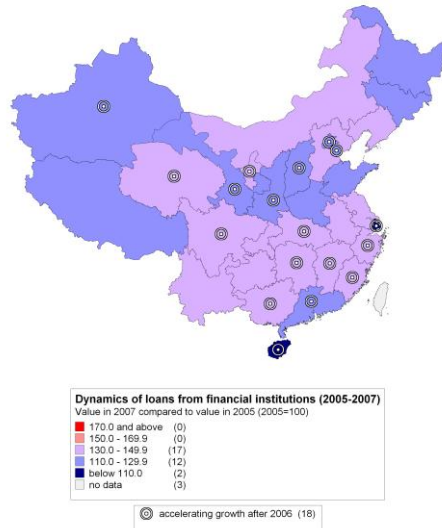 Dynamics of loans from financial institutions (2005-2007)
Value in 2007 compared to value in 2005 (2005=100)
170.0 and above (0)
150.0 - 169.9 (0)
130.0 - 149.9 (17)
110.0 - 129.9 (12)
below 110.0 (2)
no data (3)
accelerating growth after 2006 (18)